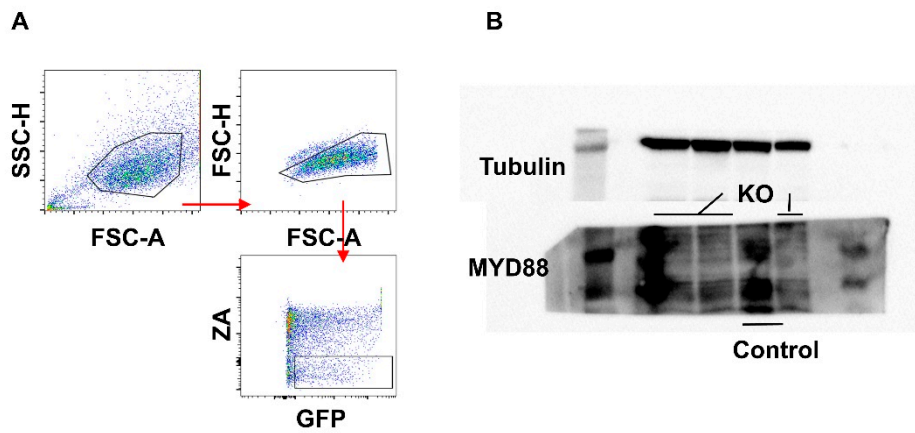 A
SSC-H
FSC-A
FSC-H
FSC-A
ZA
GFP
B
Tubulin
KO
MYD88
Control